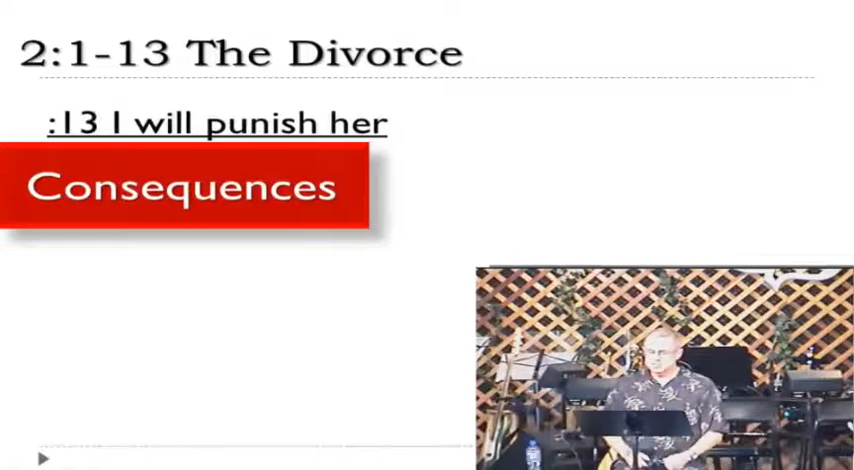 2:1-13 The Divorce
:13 I will punish her
Consequences